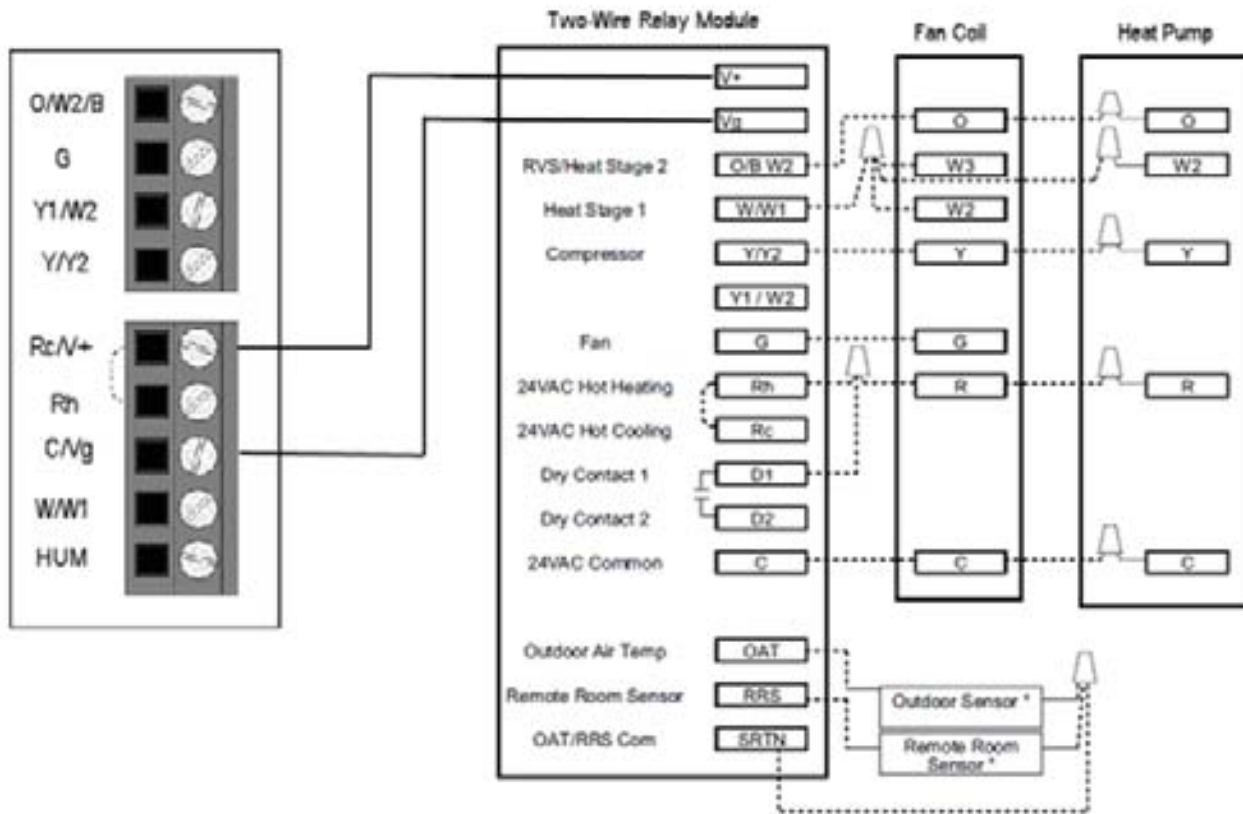 Two-Wire Relay Module
Fan Coil
Heat Pump
O/W2/B
G
Y1/W2
Y/Y2
Rc/V+
Rh
C/Vg
W/W1
HUM
V+
Vg
RVS/Heat Stage 2
O/B W2
Heat Stage 1
W/W1
Compressor
Y/Y2
Y1 / W2
Fan
G
24VAC Hot Heating
Rh
24VAC Hot Cooling
Rc
Dry Contact 1
D1
Dry Contact 2
D2
24VAC Common
C
Outdoor Air Temp
OAT
Remote Room Sensor
RRS
OAT/RRS Com
SRTN
O
W3
W2
Y
G
R
C
O
W2
Y
R
C
Outdoor Sensor *
Remote Room
Sensor *